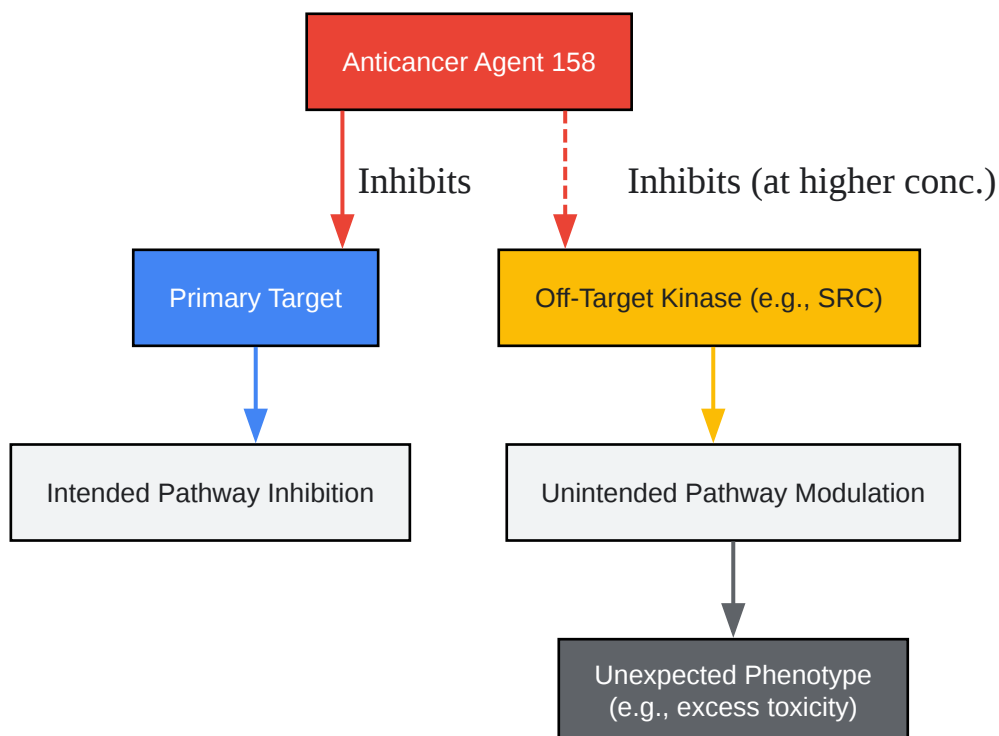 Anticancer Agent 158
Inhibits
Inhibits (at higher conc.)
Primary Target
Off-Target Kinase (e.g., SRC)
Intended Pathway Inhibition
Unintended Pathway Modulation
Unexpected Phenotype
(e.g., excess toxicity)